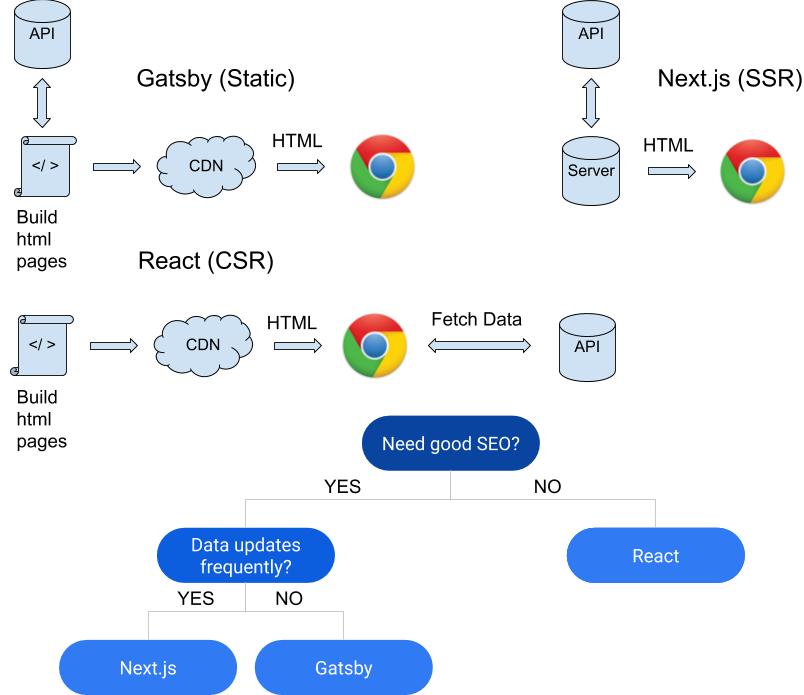 API
Gatsby (Static)
</ >
CDN
HTML
Build
html
pages
API
Next.js (SSR)
Server
HTML
React (CSR)
</ >
CDN
HTML
Fetch Data
API
Build
html
pages
Need good SEO?
YES
NO
Data updates
frequently?
React
YES
NO
Next.js
Gatsby